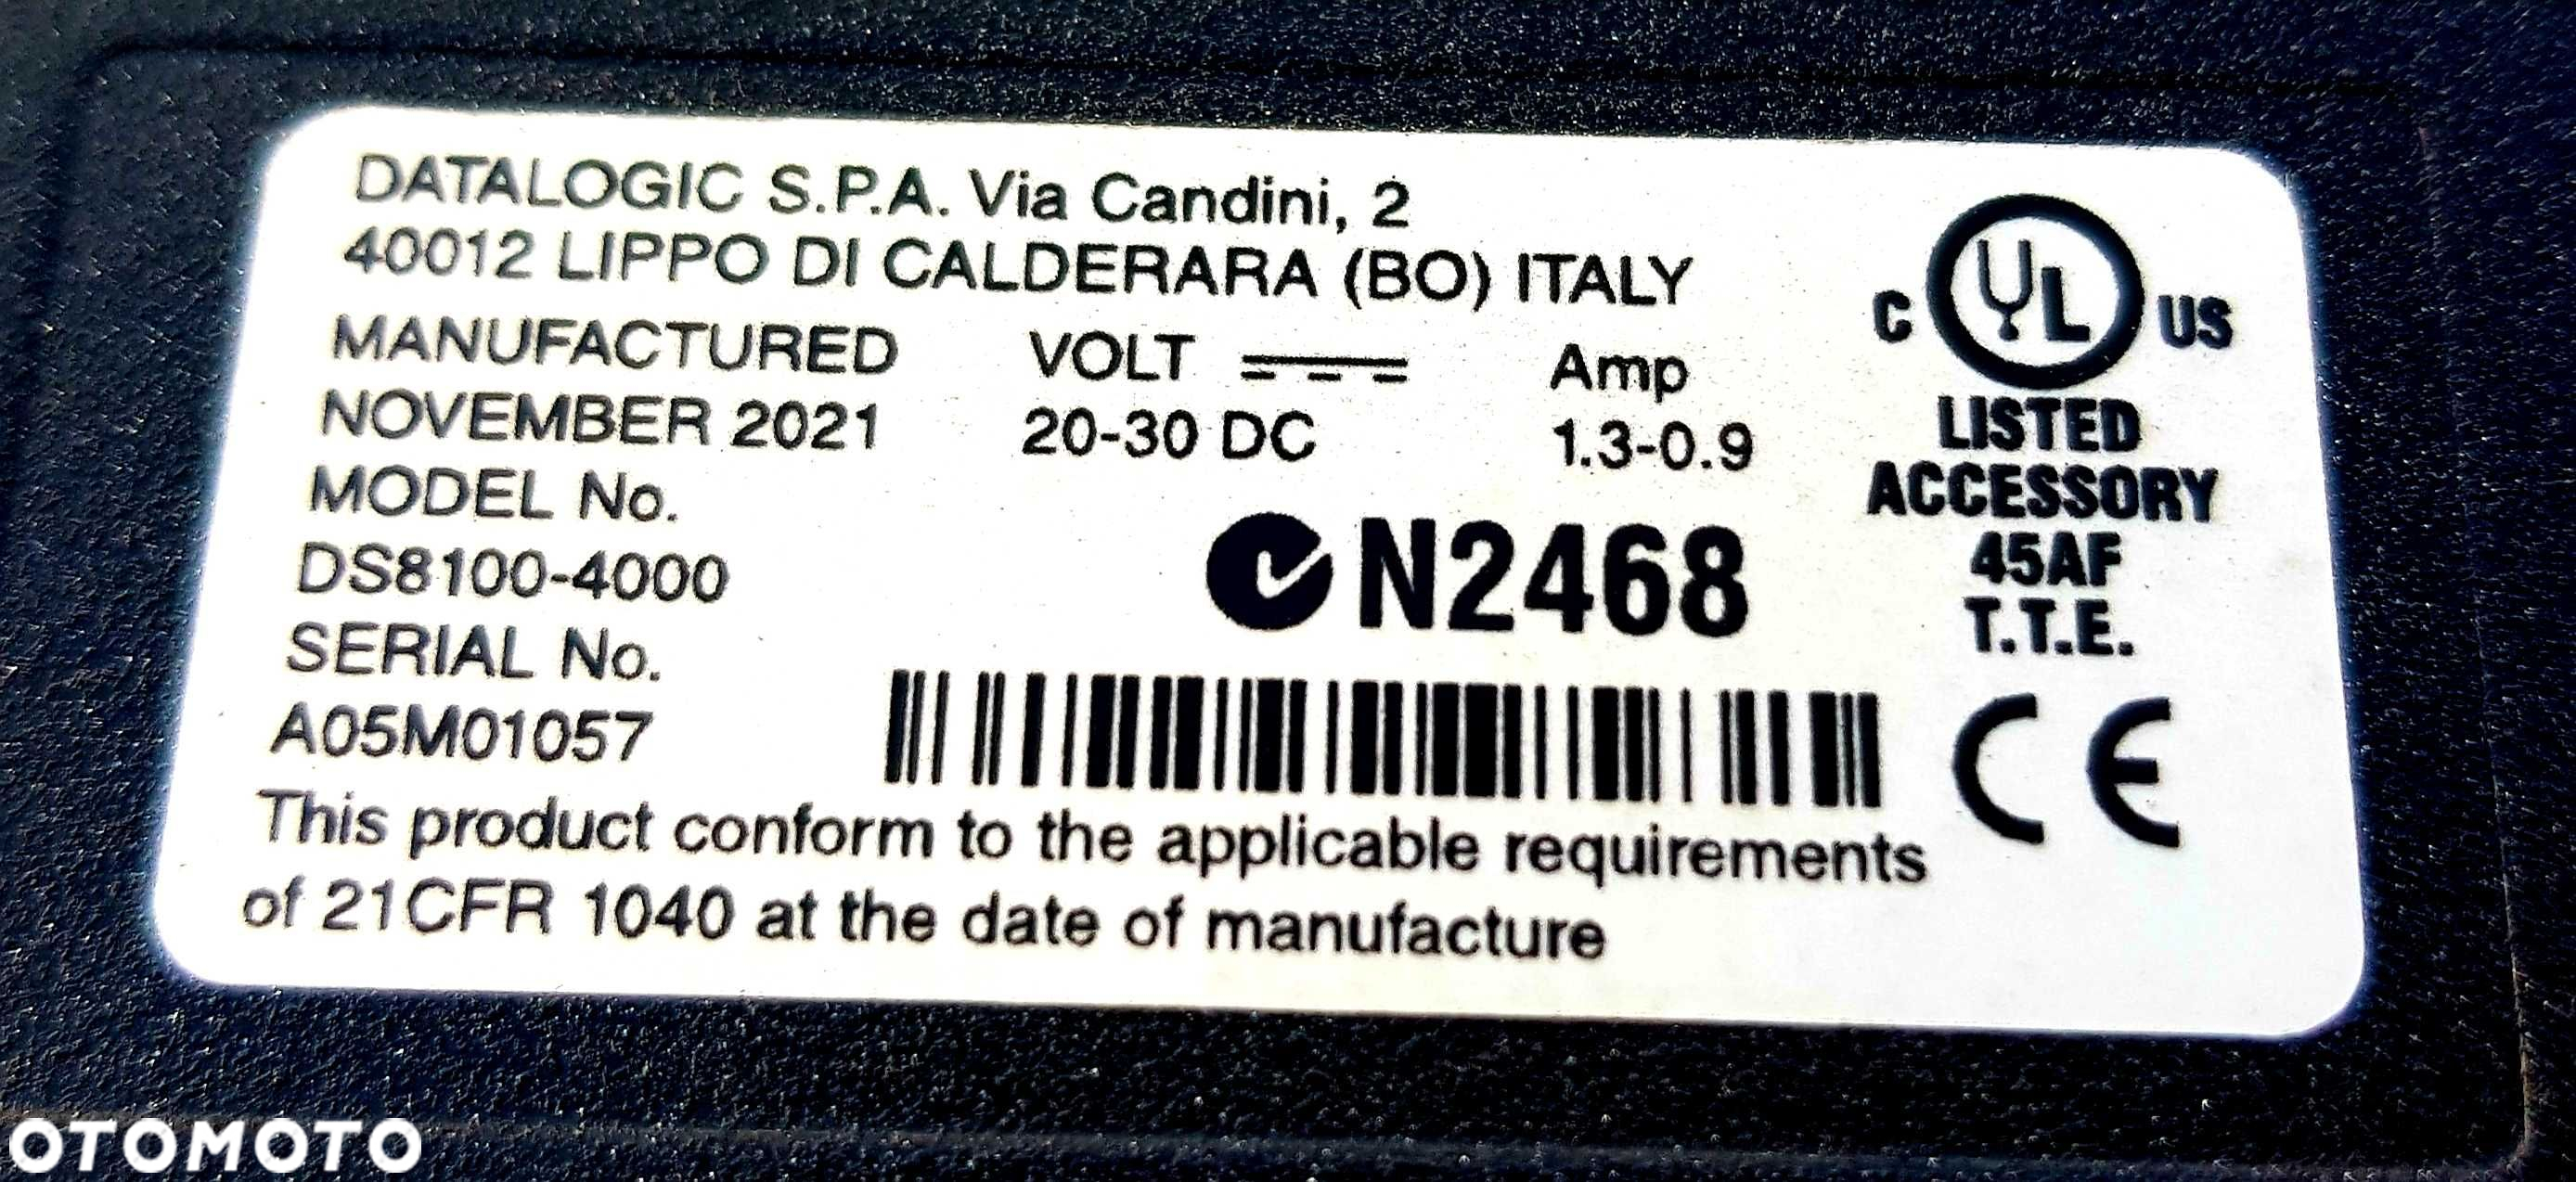 DATALOGIC S.P.A. Via Candini, 2
40012 LIPPO DI CALDERARA (BO) ITALY
MANUFACTURED VOLT Amp
NOVEMBER 2021 20-30 DC 1.3-0.9
MODEL No.
DS8100-4000
N2468
SERIAL No.
A05M01057
This product conform to the applicable requirements
of 21CFR 1040 at the date of manufacture
C UL US
LISTED
ACCESSORY
45AF
T.T.E.
CE
OTOMOTO